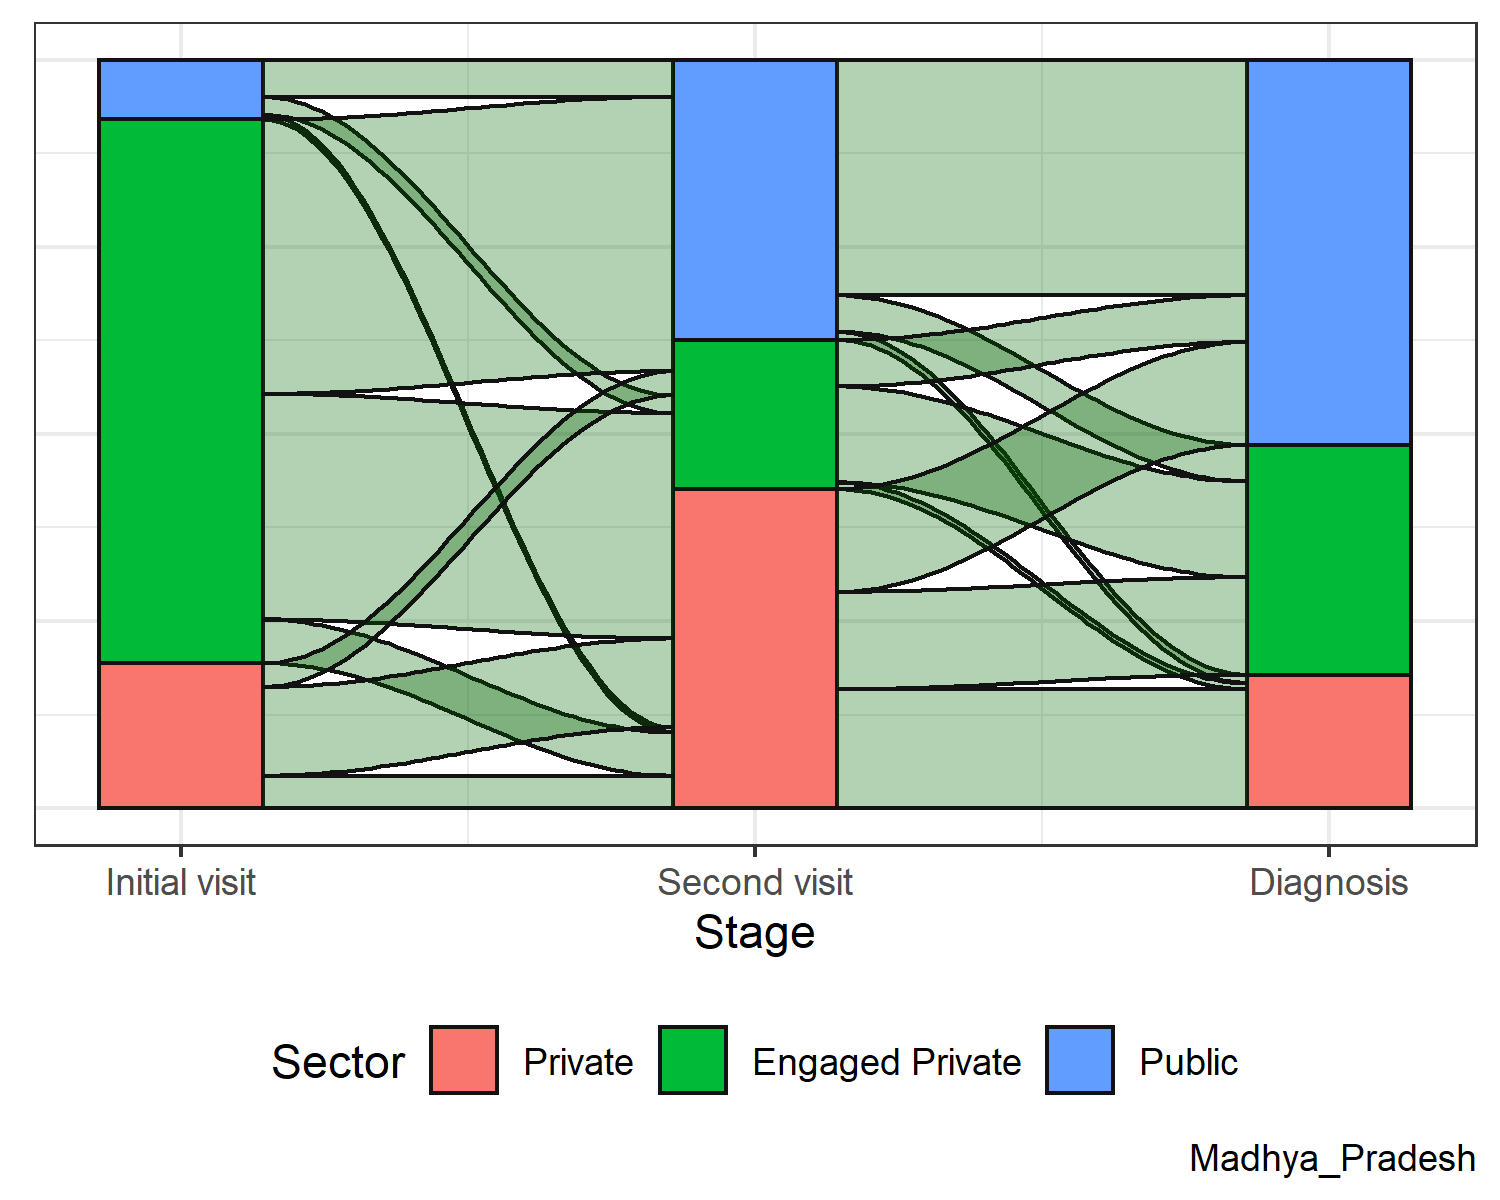 Initial visit Second visit Diagnosis
Stage
Sector Private Engaged Private Public
Madhya_Pradesh